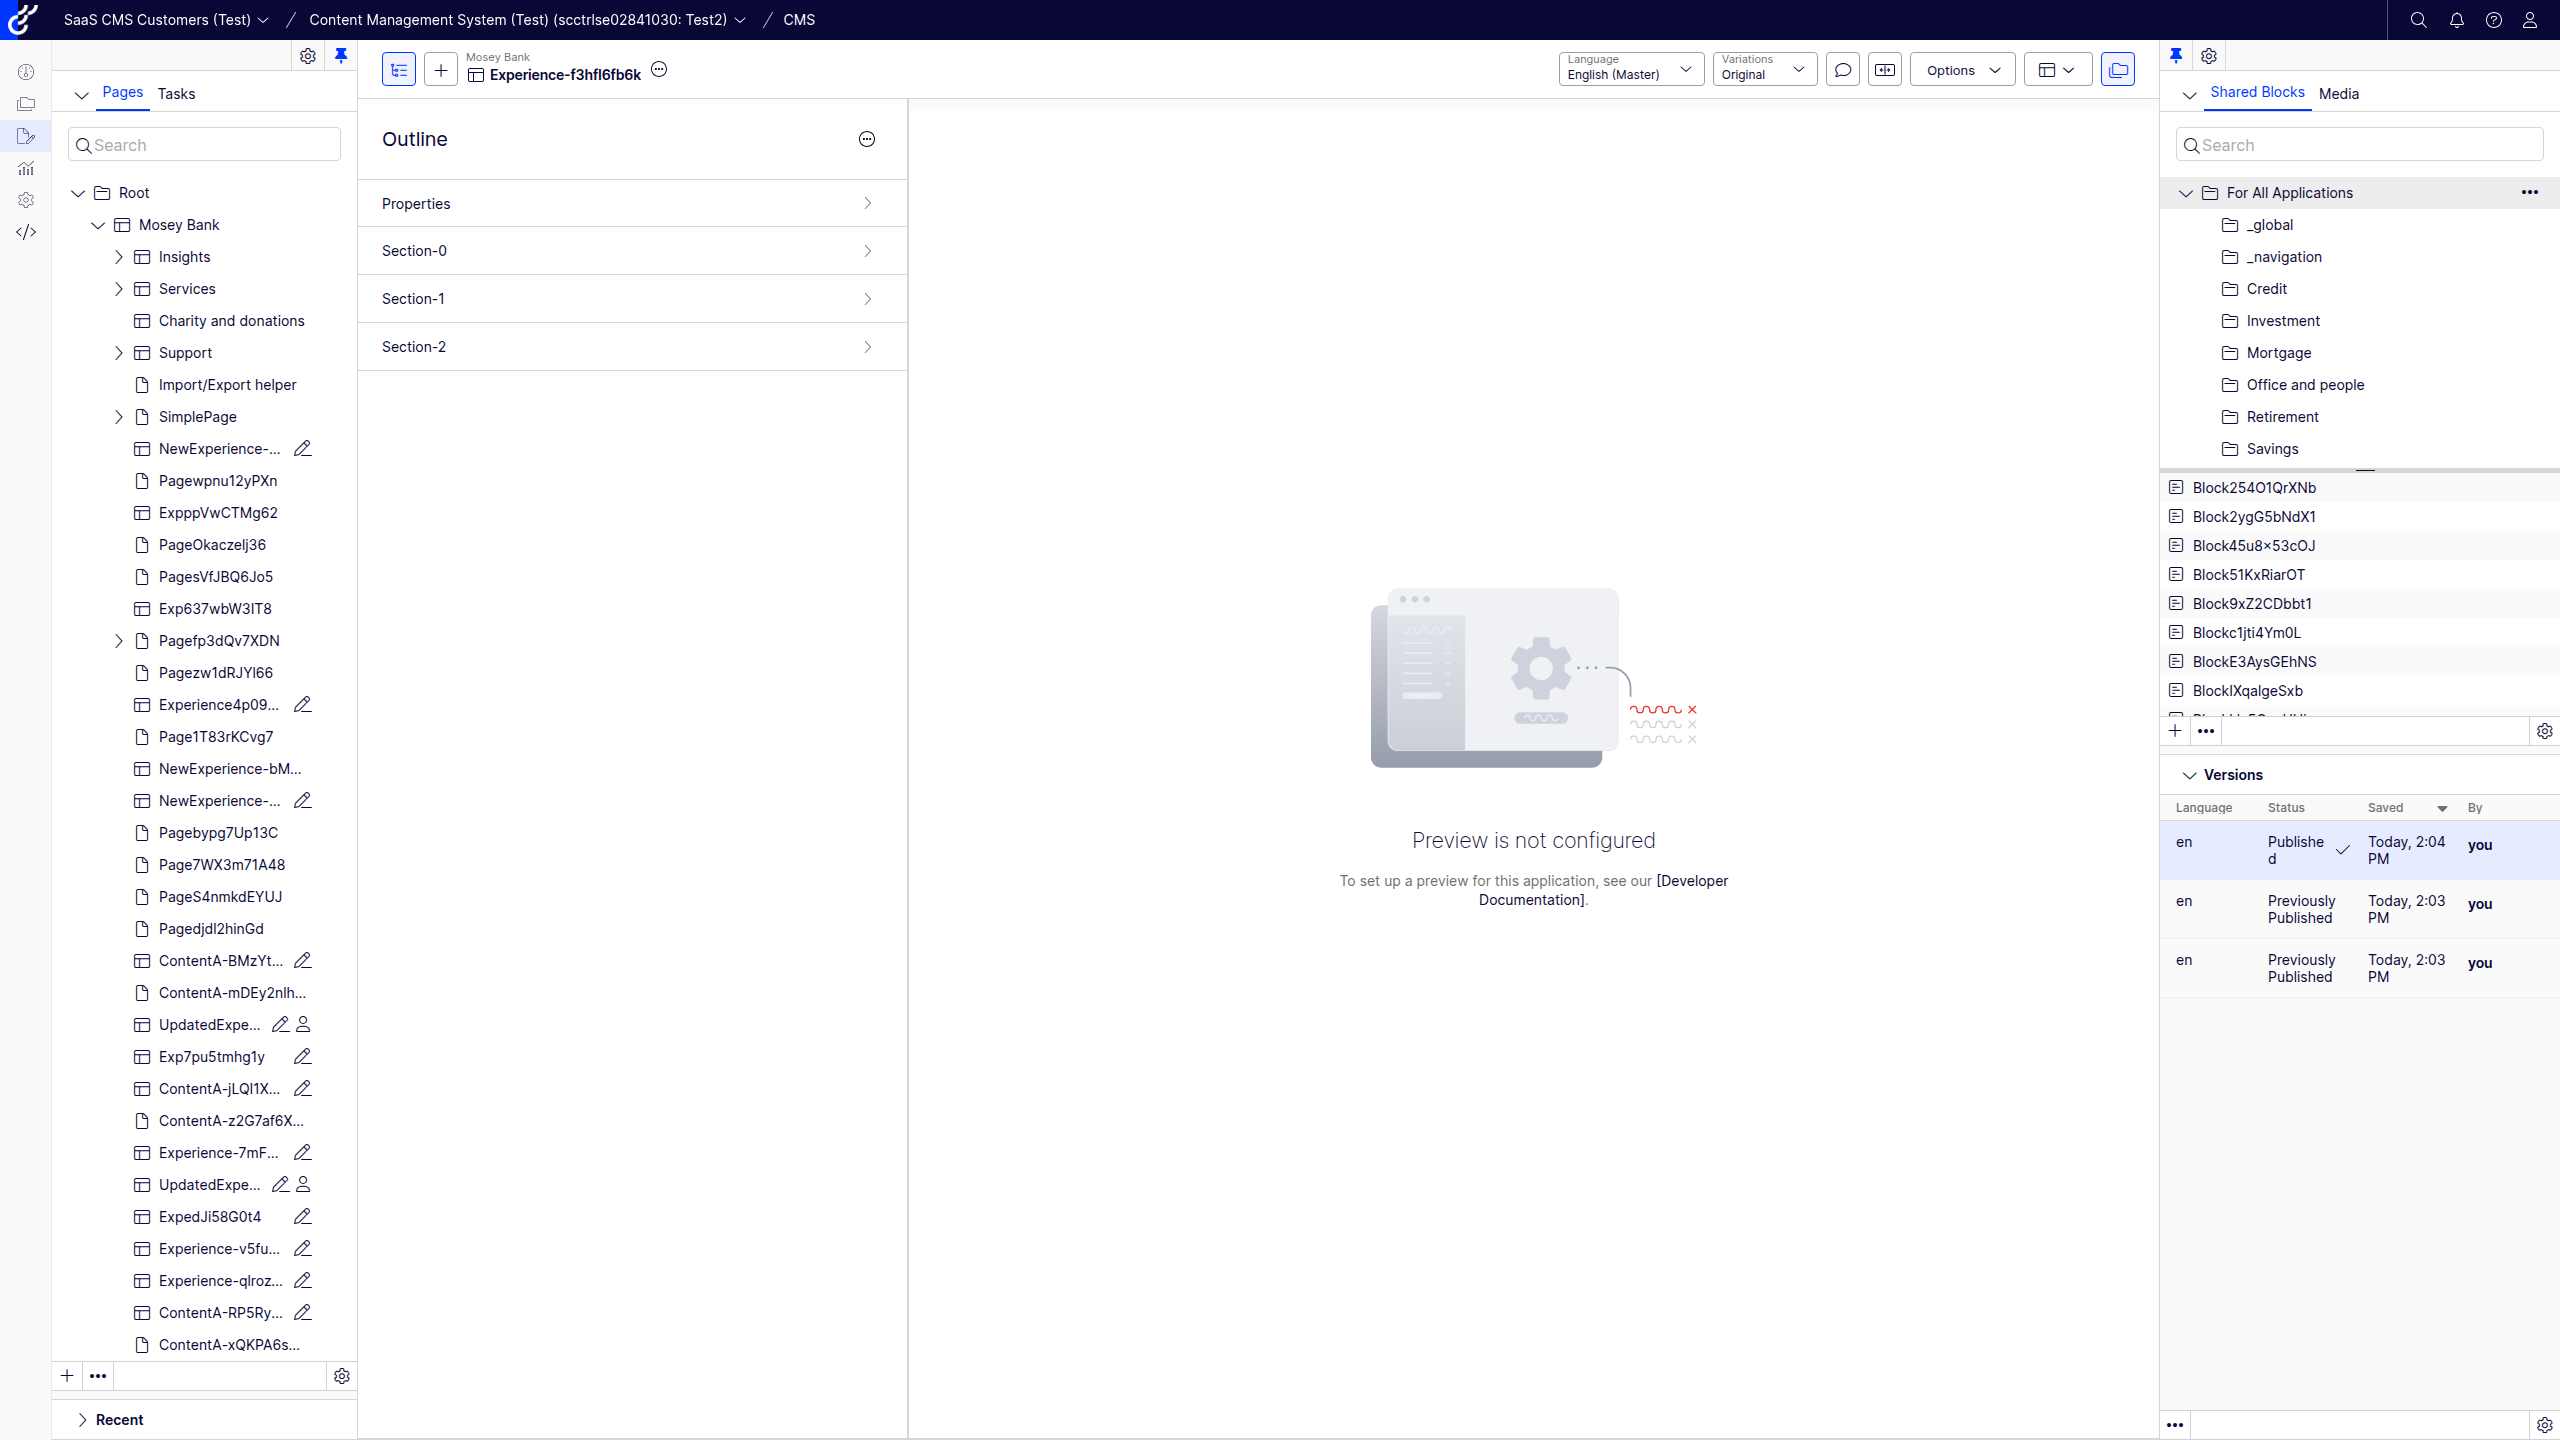 SaaS CMS Customers (Test)
Content Management System (Test) (scctrlse02841030: Test2)
CMS
Pages
Tasks
Search
Root
Mosey Bank
Insights
Services
Charity and donations
Support
Import/Export helper
SimplePage
NewExperience-...
Pagewpnu12yPXn
ExpppVwCTMg62
PageOkaczelj36
PagesVfJBQ6Jo5
Exp637wbW3IT8
Pagefp3dQv7XDN
Pagezw1dRJYl66
Experience4p09...
Page1T83rKCvg7
NewExperience-bM...
NewExperience-...
Pagebypg7Up13C
Page7WX3m71A48
PageS4nmkdEYUJ
Pagedjdl2hinGd
ContentA-BMzYt...
ContentA-mDEy2nlh...
UpdatedExpe...
Exp7pu5tmhg1y
ContentA-jLQI1X...
ContentA-z2G7af6X...
Experience-7mF...
UpdatedExpe...
ExpedJi58G0t4
Experience-v5fu...
Experience-qlroz...
ContentA-RP5Ry...
ContentA-xQKPA6s...
Recent
Mosey Bank
Experience-f3hfl6fb6k
Language
English (Master)
Variations
Original
Options
Outline
Properties
Section-0
Section-1
Section-2
Preview is not configured
To set up a preview for this application, see our [Developer
Documentation].
Shared Blocks
Media
Search
For All Applications
_global
_navigation
Credit
Investment
Mortgage
Office and people
Retirement
Savings
Block254O1QrXNb
Block2ygG5bNdX1
Block45u8x53cOJ
Block51KxRiarOT
Block9xZ2CDbbt1
Blockc1jti4Ym0L
BlockE3AysGEhNS
BlockIXqalgeSxb
Versions
Language Status Saved By
en Publishe
d Today, 2:04
PM you
en Previously
Published Today, 2:03
PM you
en Previously
Published Today, 2:03
PM you